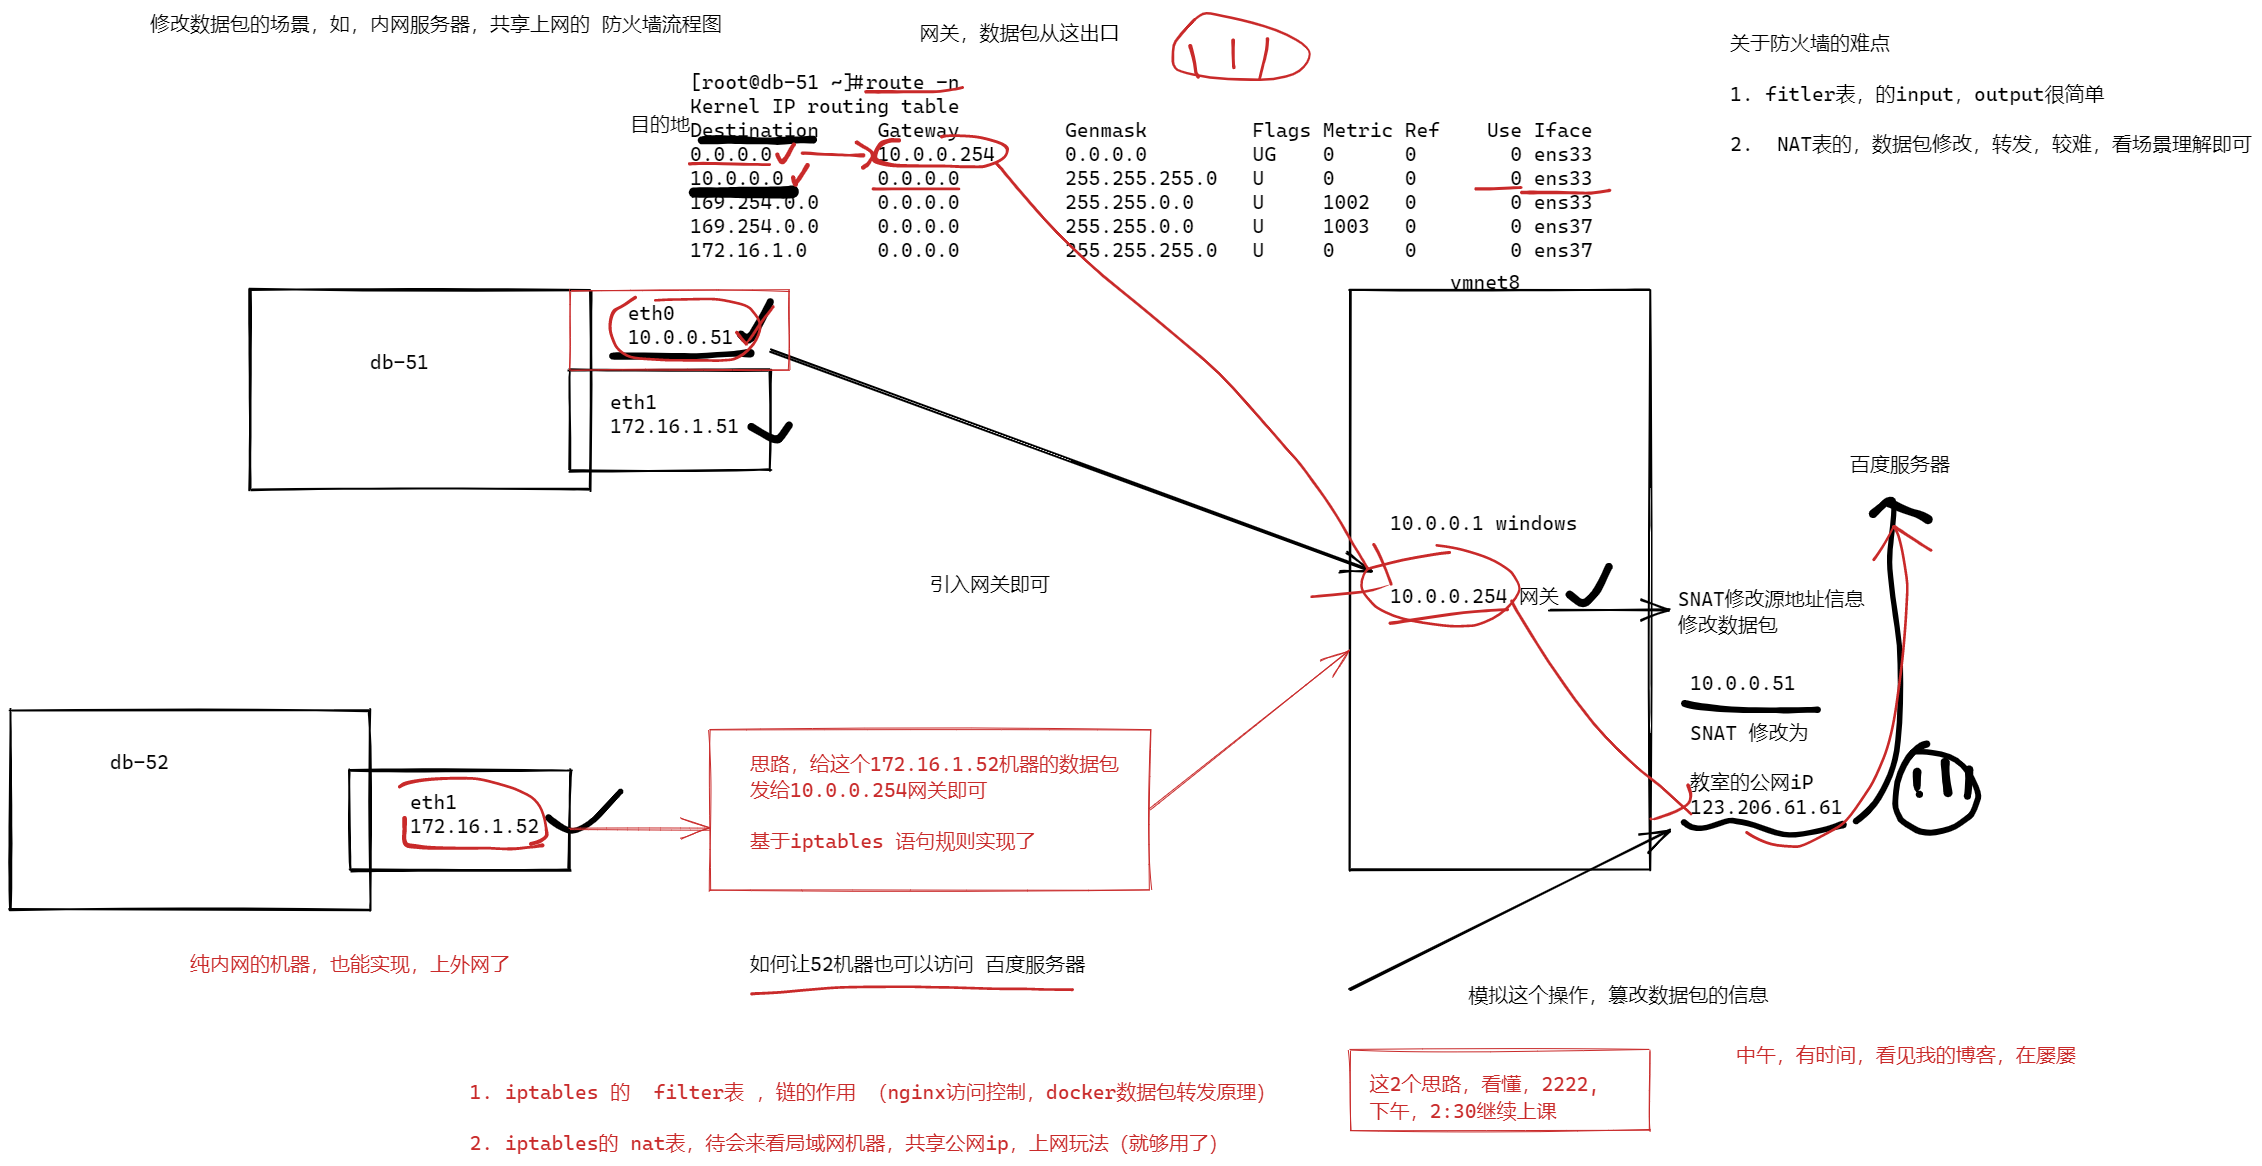 修改数据包的场景，如，内网服务器，共享上网的 防火墙流程图
网关，数据包从这出口
关于防火墙的难点
1. fitler表，的input，output很简单
2.  NAT表的，数据包修改，转发，较难，看场景理解即可
[root@db-51 ~]#route -n
Kernel IP routing table
目的地
Destination     Gateway         Genmask         Flags Metric Ref    Use Iface
0.0.0.0         10.0.0.254      0.0.0.0         UG    0      0        0 ens33
10.0.0.0        0.0.0.0         255.255.255.0   U     0      0        0 ens33
169.254.0.0     0.0.0.0         255.255.0.0     U     1002   0        0 ens33
169.254.0.0     0.0.0.0         255.255.0.0     U     1003   0        0 ens37
172.16.1.0      0.0.0.0         255.255.255.0   U     0      0        0 ens37
vmnet8
eth0
10.0.0.51
db-51
eth1
172.16.1.51
百度服务器
10.0.0.1 windows
引入网关即可
10.0.0.254 网关
SNAT修改源地址信息
修改数据包
10.0.0.51
SNAT 修改为
教室的公网iP
123.206.61.61
db-52
eth1
172.16.1.52
思路，给这个172.16.1.52机器的数据包
发给10.0.0.254网关即可
基于iptables 语句规则实现了
纯内网的机器，也能实现，上外网了
如何让52机器也可以访问 百度服务器
模拟这个操作，篡改数据包的信息
中午，有时间，看见我的博客，在屡屡
这2个思路，看懂，2222，
下午，2:30继续上课
1. iptables 的  filter表 ，链的作用 （nginx访问控制，docker数据包转发原理）
2. iptables的 nat表，待会来看局域网机器，共享公网ip，上网玩法（就够用了）